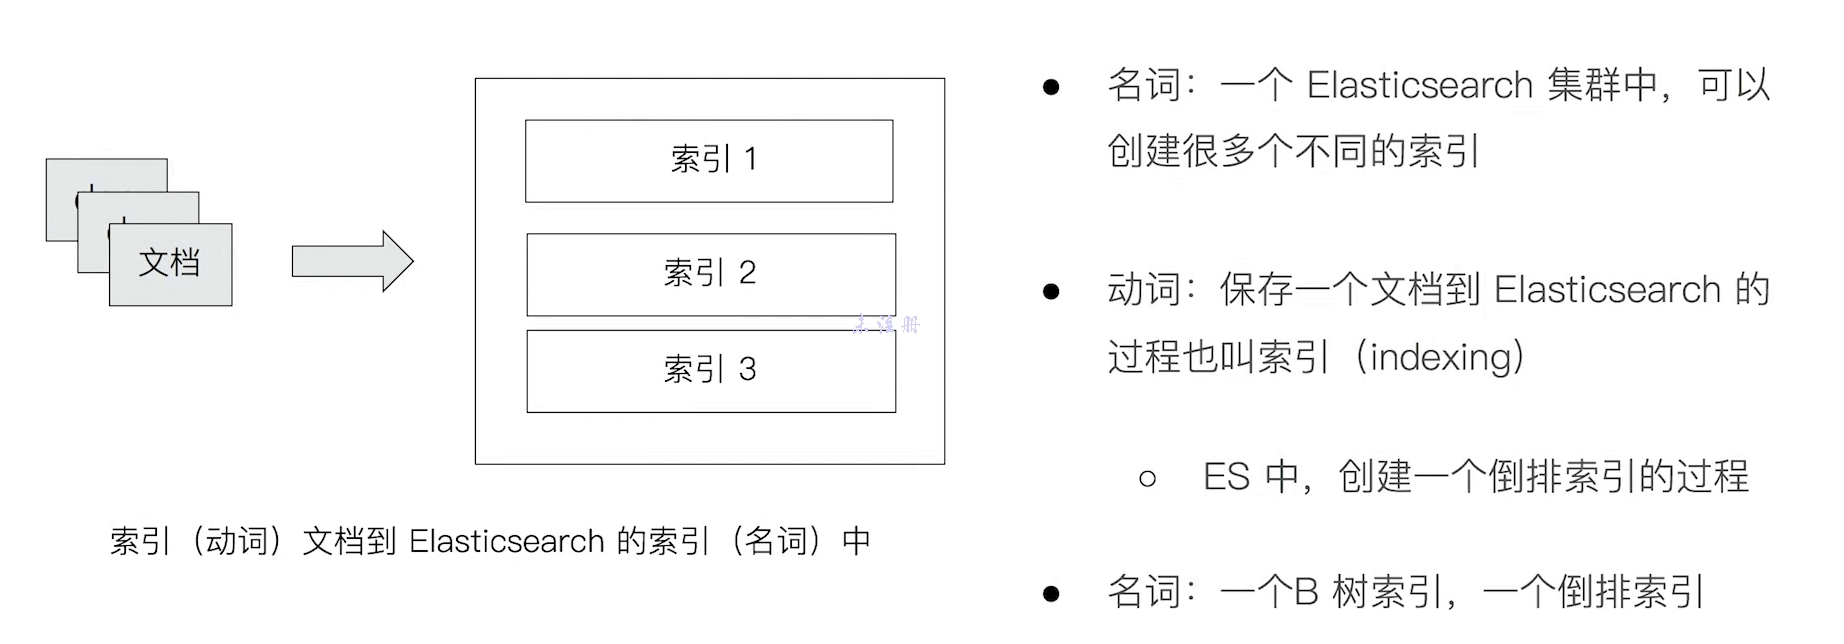 文档
索引 1
索引 2
未注册
索引 3
索引（动词）文档到 Elasticsearch 的索引（名词）中
● 名词：一个 Elasticsearch 集群中，可以
创建很多个不同的索引
● 动词：保存一个文档到 Elasticsearch 的
过程也叫索引（indexing）
○ ES 中，创建一个倒排索引的过程
● 名词：一个B 树索引，一个倒排索引